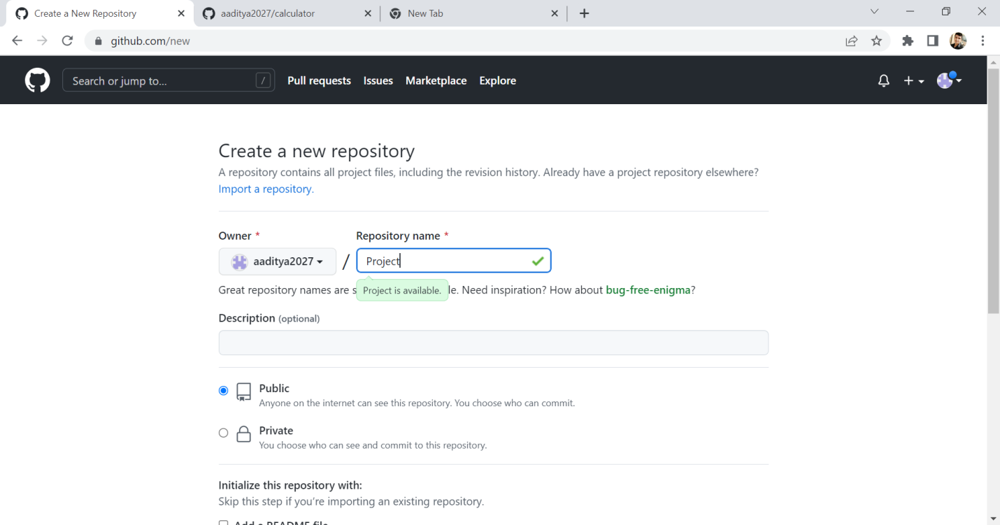 Create a New Repository
aaditya2027/calculator
New Tab
github.com/new
Search or jump to...
/
Pull requests
Issues
Marketplace
Explore
Create a new repository
A repository contains all project files, including the revision history. Already have a project repository elsewhere?
Import a repository.
Owner *
Repository name *
aaditya2027
/
Project
Great repository names are s
Project is available.
le. Need inspiration? How about bug-free-enigma?
Description (optional)
Public
Anyone on the internet can see this repository. You choose who can commit.
Private
You choose who can see and commit to this repository.
Initialize this repository with:
Skip this step if you're importing an existing repository.
Add a README file